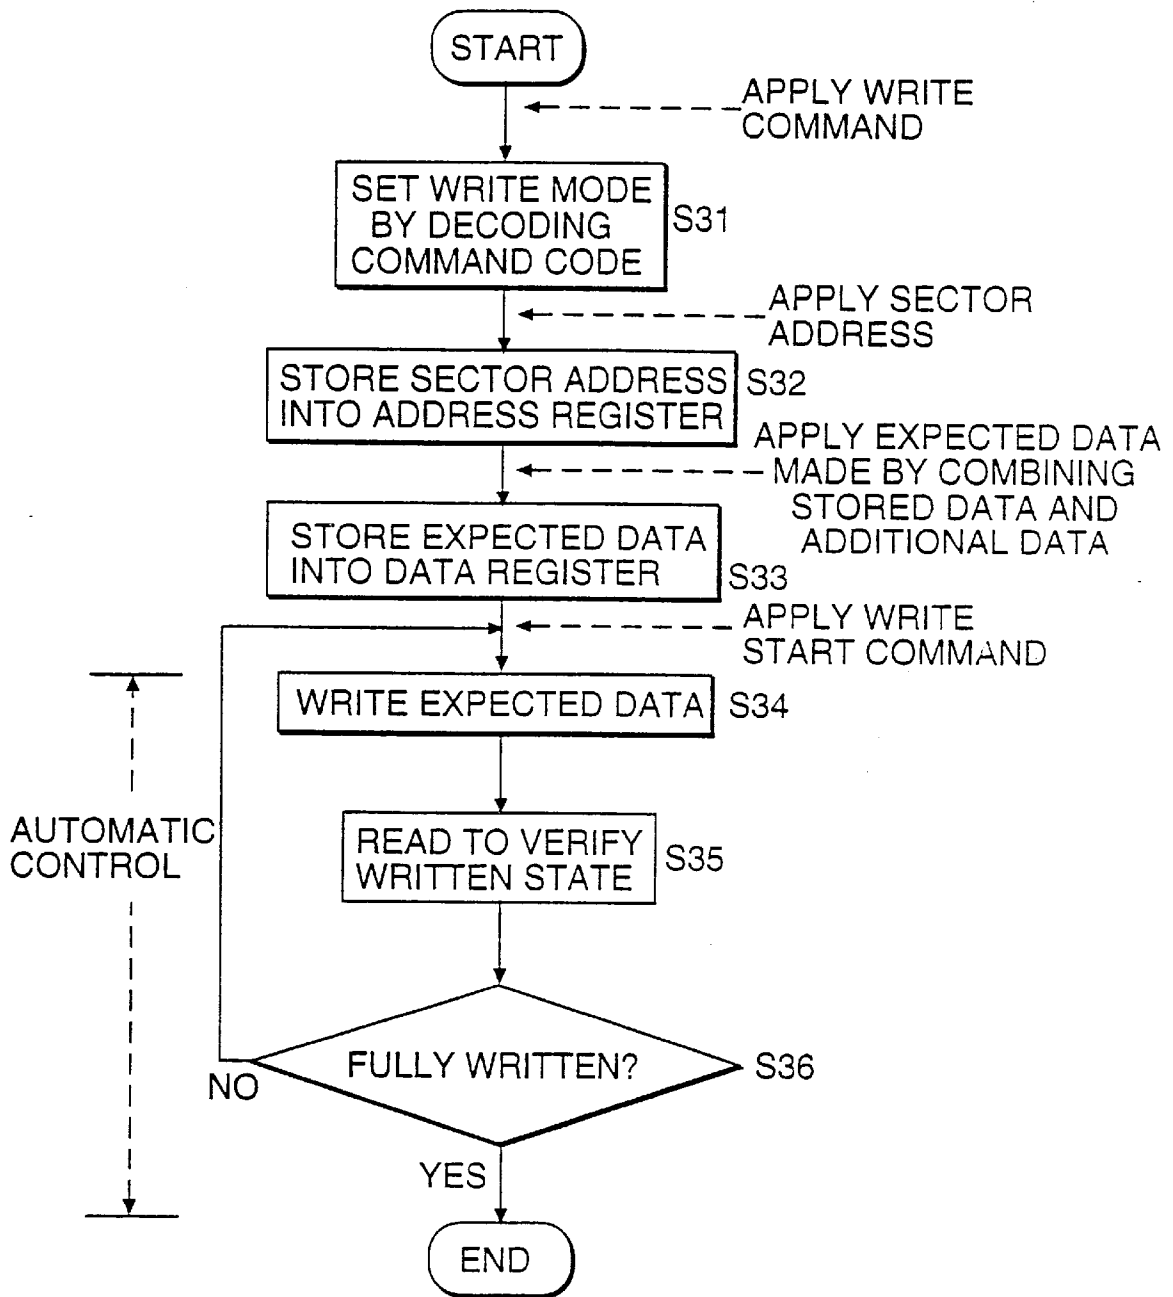 START
APPLY WRITE
COMMAND
SET WRITE MODE
BY DECODING
COMMAND CODE
S31
APPLY SECTOR
ADDRESS
STORE SECTOR ADDRESS
INTO ADDRESS REGISTER
S32
APPLY EXPECTED DATA
MADE BY COMBINING
STORED DATA AND
ADDITIONAL DATA
STORE EXPECTED DATA
INTO DATA REGISTER
S33
APPLY WRITE
START COMMAND
WRITE EXPECTED DATA
S34
AUTOMATIC
CONTROL
READ TO VERIFY
WRITTEN STATE
S35
FULLY WRITTEN?
S36
NO
YES
END